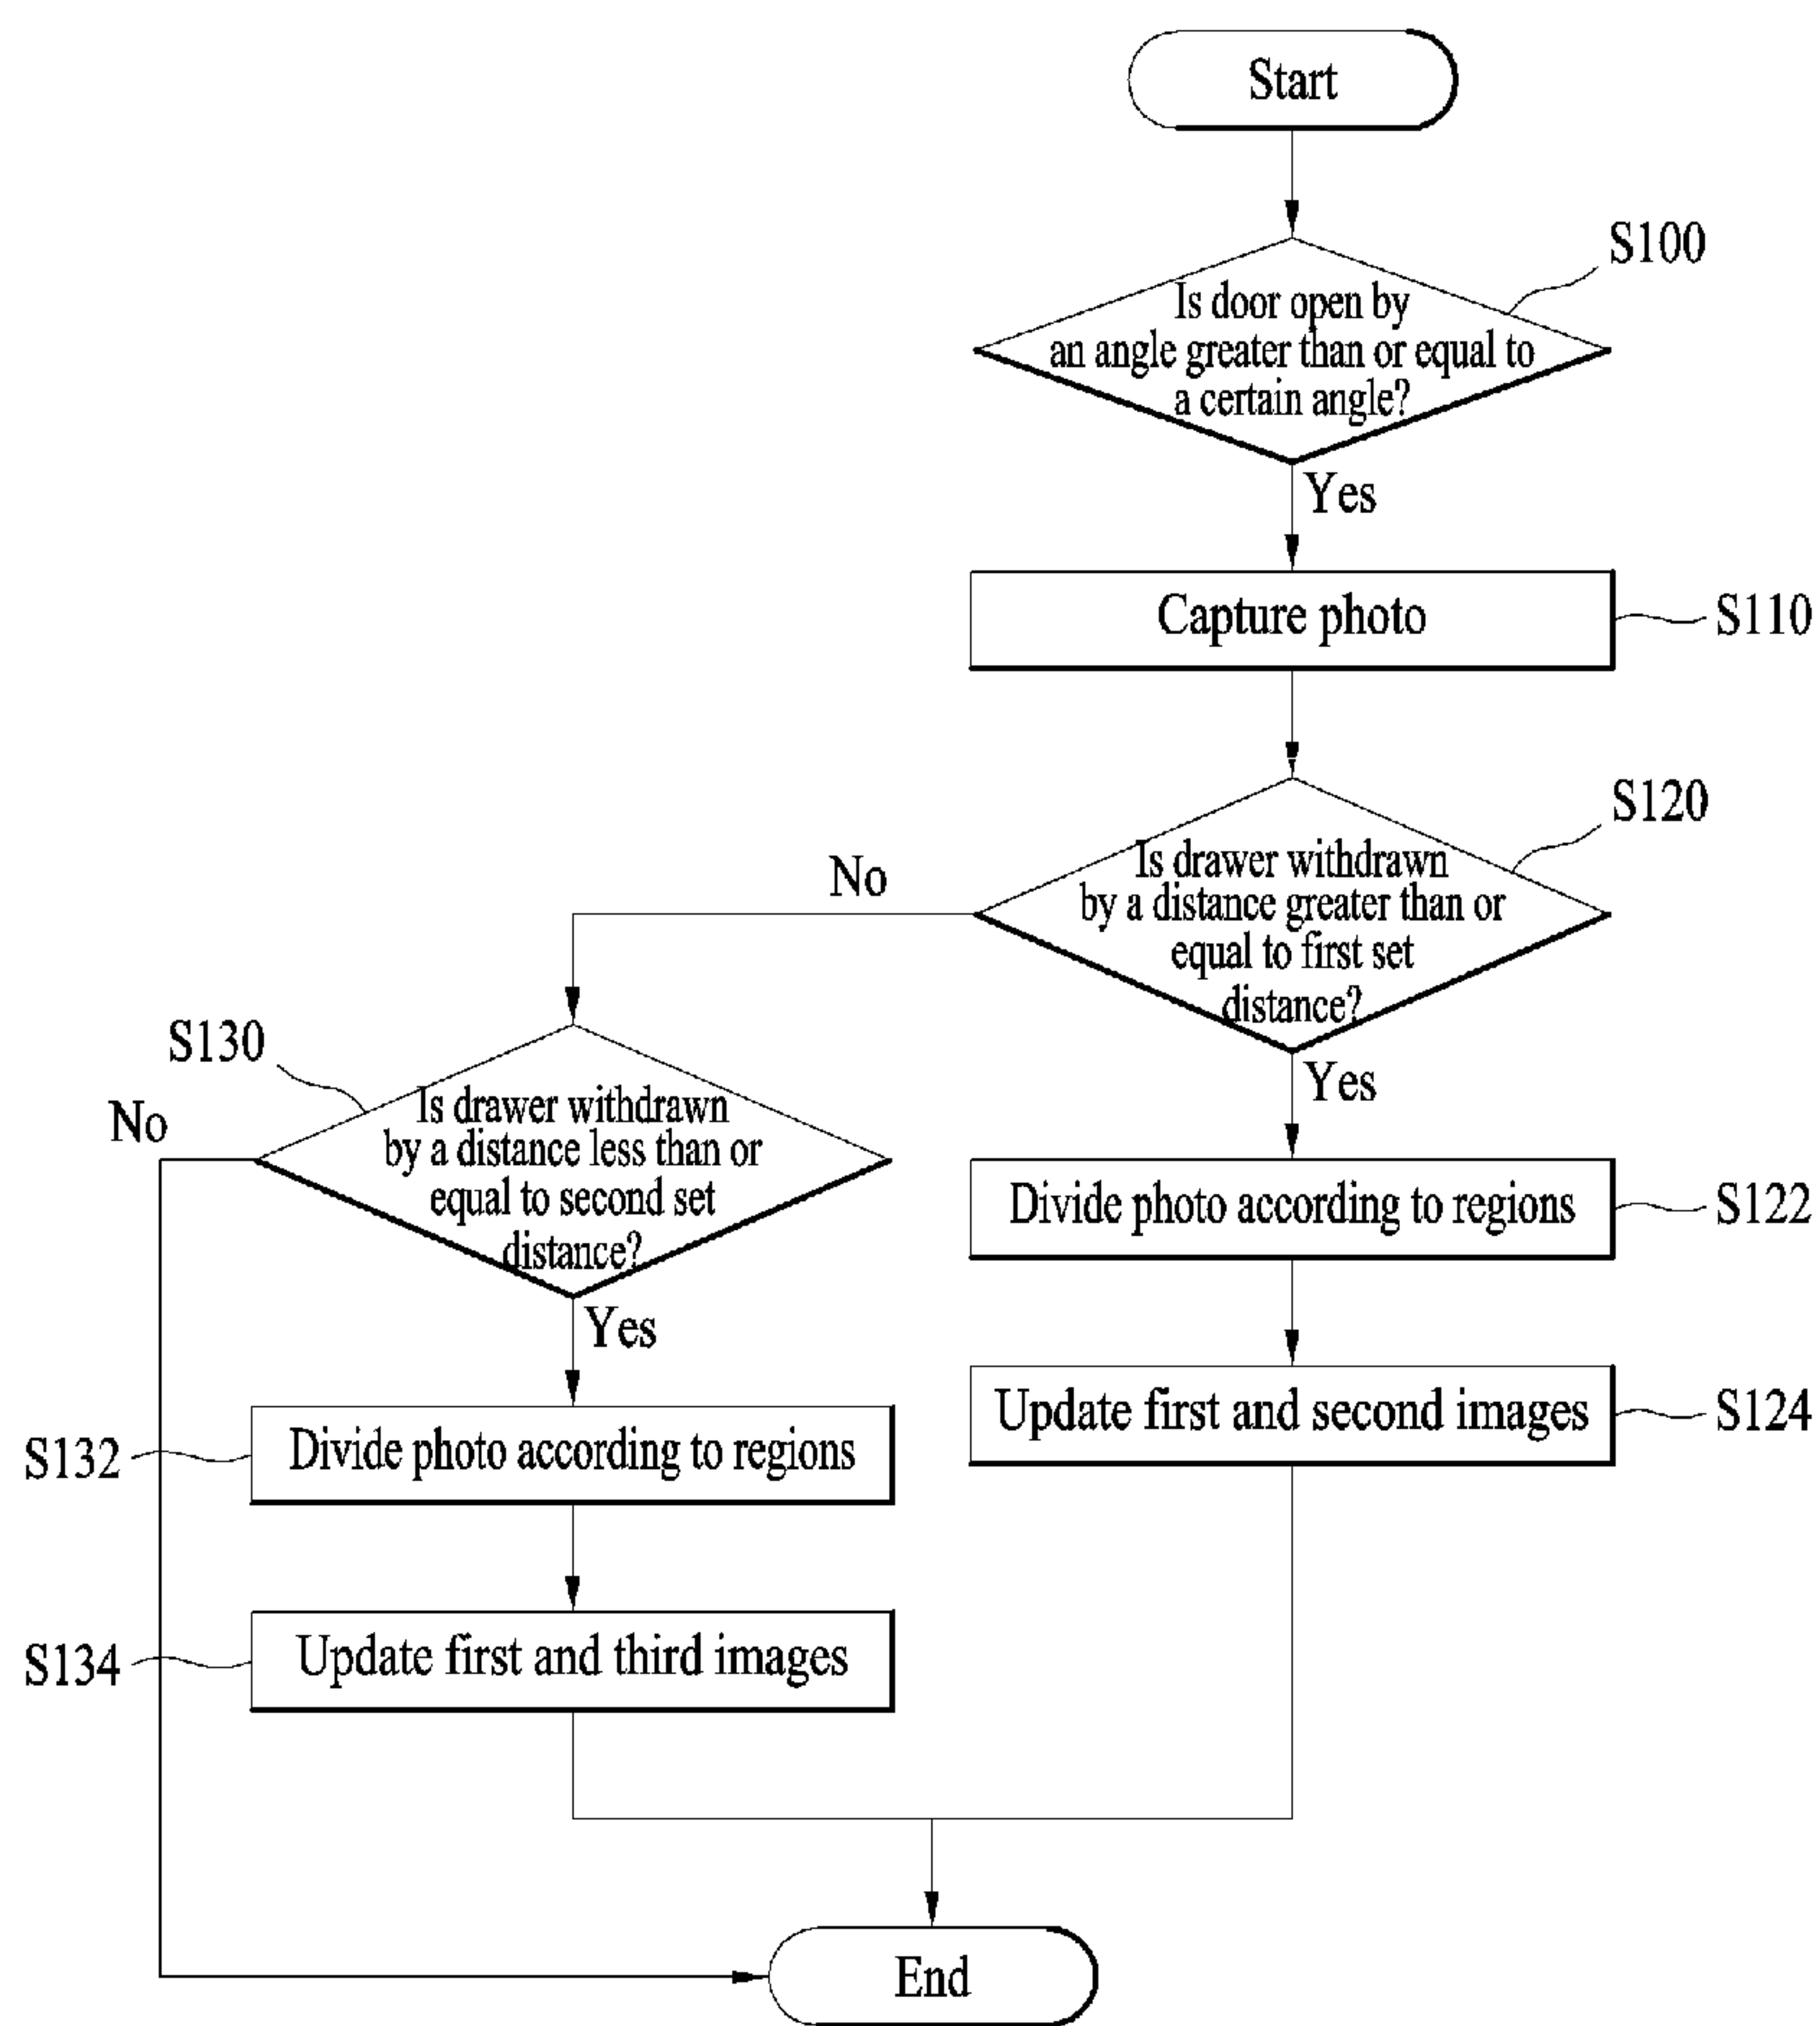 Start
S100
Is door open by
an angle greater than or equal to
a certain angle?
Yes
Capture photo
S110
S120
Is drawer withdrawn
by a distance greater than or
equal to first set
distance?
No
Yes
S130
Is drawer withdrawn
by a distance less than or
equal to second set
distance?
No
Yes
Divide photo according to regions
S122
Update first and second images
S124
S132
Divide photo according to regions
S134
Update first and third images
End